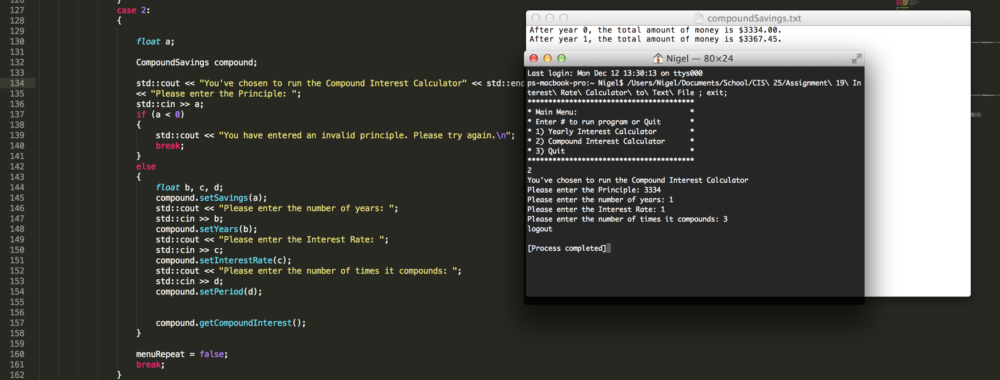 126 }
127 case 2:
128 {
129
130 float a;
131
132 CompoundSavings compound;
133
134 std::cout << "You've chosen to run the Compound Interest Calculator" << std::end
135 << "Please enter the Principle: ";
136 std::cin >> a;
137 if (a < 0)
138 {
139 std::cout << "You have entered an invalid principle. Please try again.\n";
140 break;
141 }
142 else
143 {
144 float b, c, d;
145 compound.setSavings(a);
146 std::cout << "Please enter the number of years: ";
147 std::cin >> b;
148 compound.setYears(b);
149 std::cout << "Please enter the Interest Rate: ";
150 std::cin >> c;
151 compound.setInterestRate(c);
152 std::cout << "Please enter the number of times it compounds: ";
153 std::cin >> d;
154 compound.setPeriod(d);
155
156
157 compound.getCompoundInterest();
158 }
159
160 menuRepeat = false;
161 break;
162 }
compoundSavings.txt
After year 0, the total amount of money is $3334.00.
After year 1, the total amount of money is $3367.45.
Nigel — 80×24
Last login: Mon Dec 12 13:30:13 on ttys000
ps-macbook-pro:~ Nigel$ /Users/Nigel/Documents/School/CIS\ 25/Assignment\ 19\ In
terest\ Rate\ Calculator\ to\ Text\ File ; exit;
****************************************
* Main Menu: *
* Enter # to run program or Quit *
* 1) Yearly Interest Calculator *
* 2) Compound Interest Calculator *
* 3) Quit *
****************************************
2
You've chosen to run the Compound Interest Calculator
Please enter the Principle: 3334
Please enter the number of years: 1
Please enter the Interest Rate: 1
Please enter the number of times it compounds: 3
logout
[Process completed]